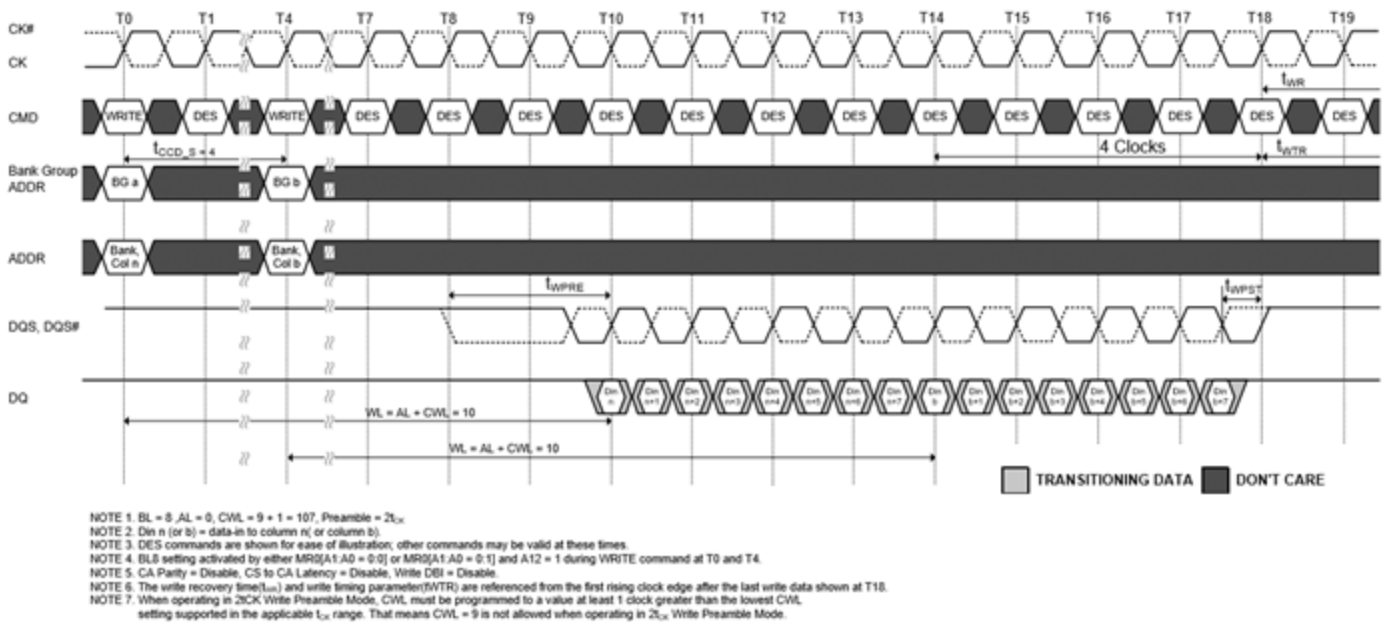 T0 T1 T4 T7 T8 T9 T10 T11 T12 T13 T14 T15 T16 T17 T18 T19
CK#
CK
tWR
CMD WRITE DES WRITE DES DES DES DES DES DES DES DES DES DES DES DES DES
tCCD_S = 4
4 Clocks
tWTR
Bank Group
ADDR
BG a BG b
ADDR
Bank, Col n
Bank, Col b
tWPRE
tWPST
DQS, DQS#
DQ
Din n
Din n+1
Din n+2
Din n+3
Din n+4
Din n+5
Din n+6
Din n+7
Din b
Din b+1
Din b+2
Din b+3
Din b+4
Din b+5
Din b+6
Din b+7
WL = AL + CWL = 10
WL = AL + CWL = 10
TRANSITIONING DATA DON'T CARE
NOTE 1. BL = 8 ,AL = 0, CWL = 9 + 1 = 107, Preamble = 2tCK
NOTE 2. Din n (or b) = data-in to column n( or column b).
NOTE 3. DES commands are shown for ease of illustration; other commands may be valid at these times.
NOTE 4. BL8 setting activated by either MR0[A1:A0 = 0:0] or MR0[A1:A0 = 0:1] and A12 = 1 during WRITE command at T0 and T4.
NOTE 5. CA Parity = Disable, CS to CA Latency = Disable, Write DBI = Disable.
NOTE 6. The write recovery time(tWR) and write timing parameter(tWTR) are referenced from the first rising clock edge after the last write data shown at T18.
NOTE 7. When operating in 2tCK Write Preamble Mode, CWL must be programmed to a value at least 1 clock greater than the lowest CWL
setting supported in the applicable tCK range. That means CWL = 9 is not allowed when operating in 2tCK Write Preamble Mode.